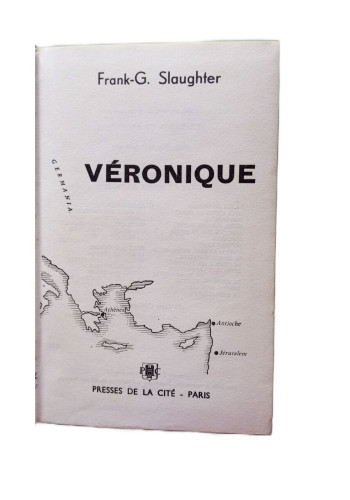 Frank-G. Slaughter
VÉRONIQUE
GERMANIA
Athènes
Antioche
Jérusalem
PRESSES DE LA CITÉ - PARIS